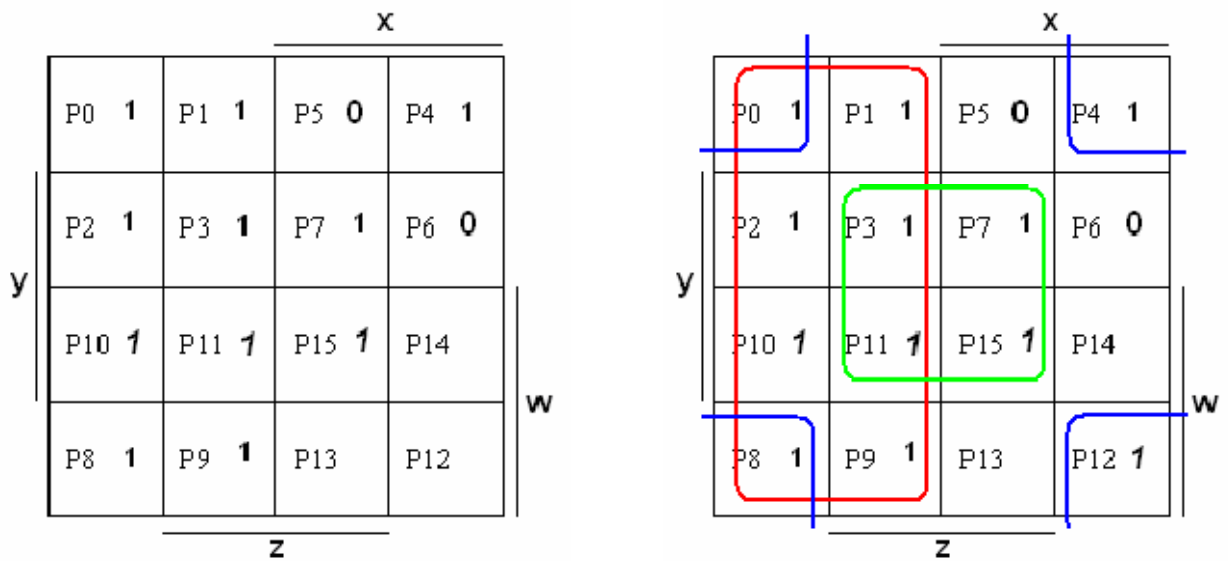 x x
P0 1 P1 1 P5 0 P4 1 P0 1 P1 1 P5 0 P4 1
P2 1 P3 1 P7 1 P6 0 P2 1 P3 1 P7 1 P6 0
y y
P10 1 P11 1 P15 1 P14 P10 1 P11 1 P15 1 P14
w w
P8 1 P9 1 P13 P12 P8 1 P9 1 P13 P12 1
z z